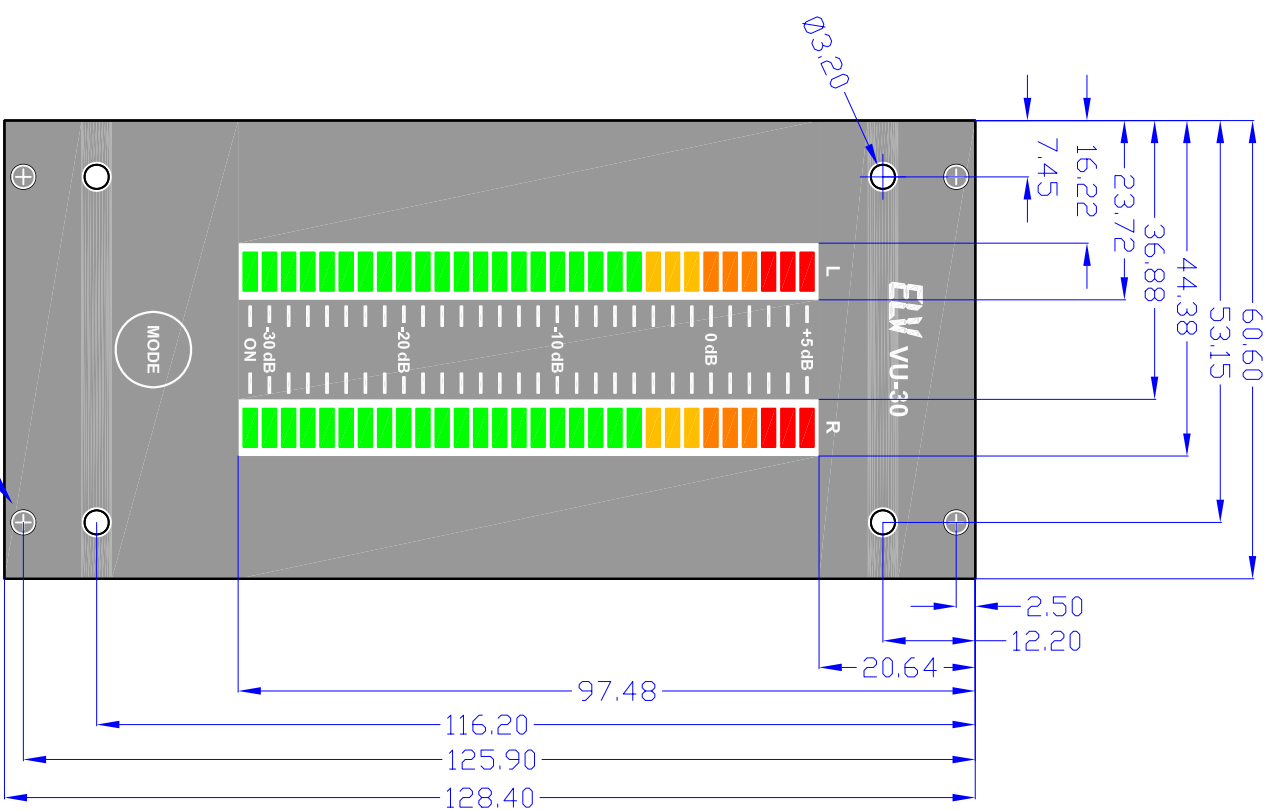 Ø3.20
7.45
16.22
23.72
36.88
44.38
53.15
60.60
ELV VU-30
L
+5 dB
0 dB
-10 dB
-20 dB
-30 dB
ON
R
MODE
2.50
12.20
20.64
97.48
116.20
125.90
128.40